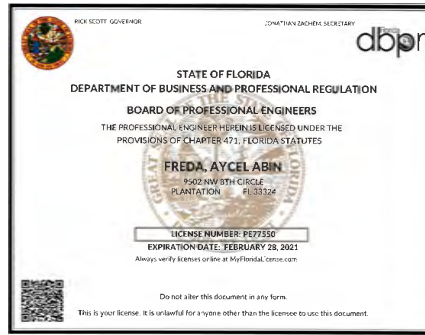 RICK SCOTT, GOVERNOR
JONATHAN ZACHEM, SECRETARY
dbpr
STATE OF FLORIDA
DEPARTMENT OF BUSINESS AND PROFESSIONAL REGULATION
BOARD OF PROFESSIONAL ENGINEERS
THE PROFESSIONAL ENGINEER HEREIN IS LICENSED UNDER THE
PROVISIONS OF CHAPTER 471, FLORIDA STATUTES
FREDA, AYCEL ABIN
9502 NW 8TH CIRCLE
PLANTATION FL 33324
LICENSE NUMBER: PE77550
EXPIRATION DATE: FEBRUARY 28, 2021
Always verify licenses online at MyFloridaLicense.com
Do not alter this document in any form.
This is your license. It is unlawful for anyone other than the licensee to use this document.